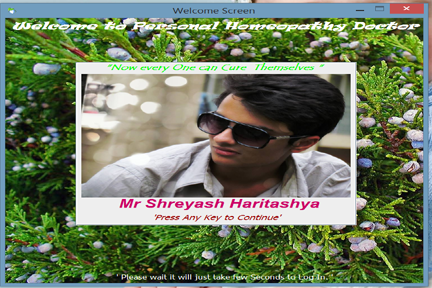 Welcome Screen
Welcome to Personal Homeopathy Doctor
"Now every One can Cure Themselves "
Mr Shreyash Haritashya
'Press Any Key to Continue'
' Please wait it will Just take few Seconds to Log In. "